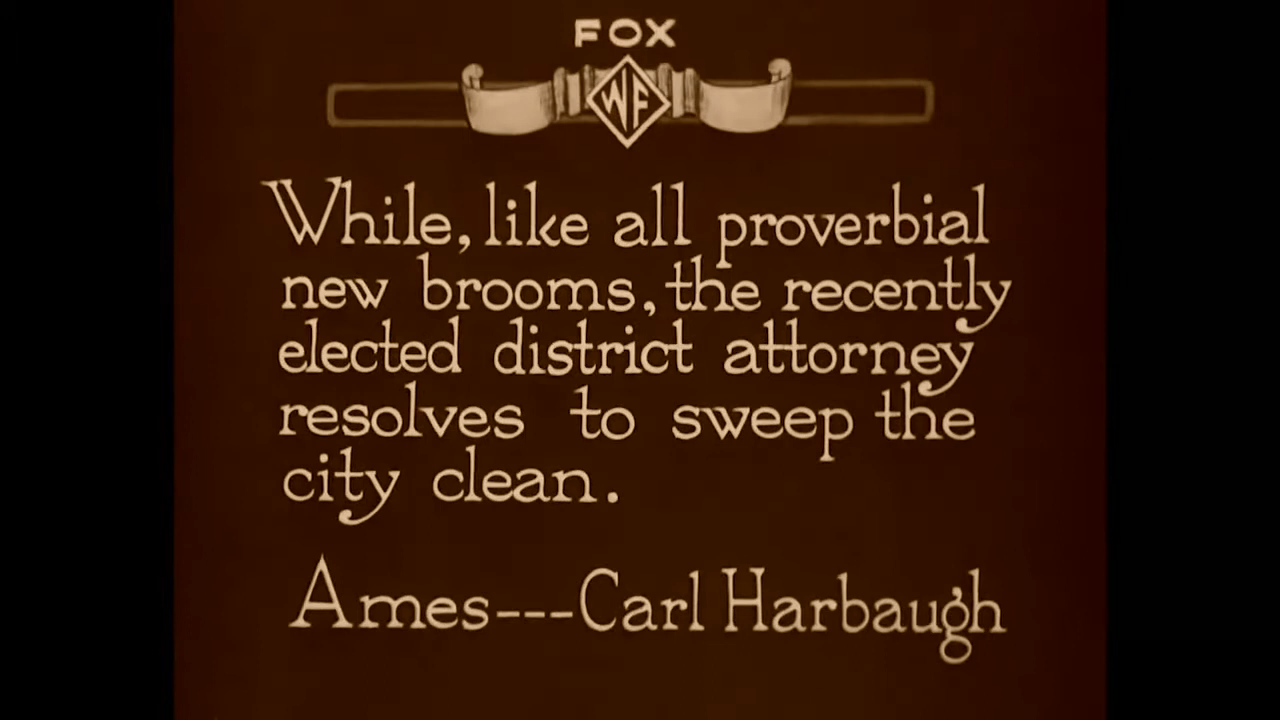 FOX
WF
While, like all proverbial
new brooms, the recently
elected district attorney
resolves to sweep the
city clean.
Ames---Carl Harbaugh